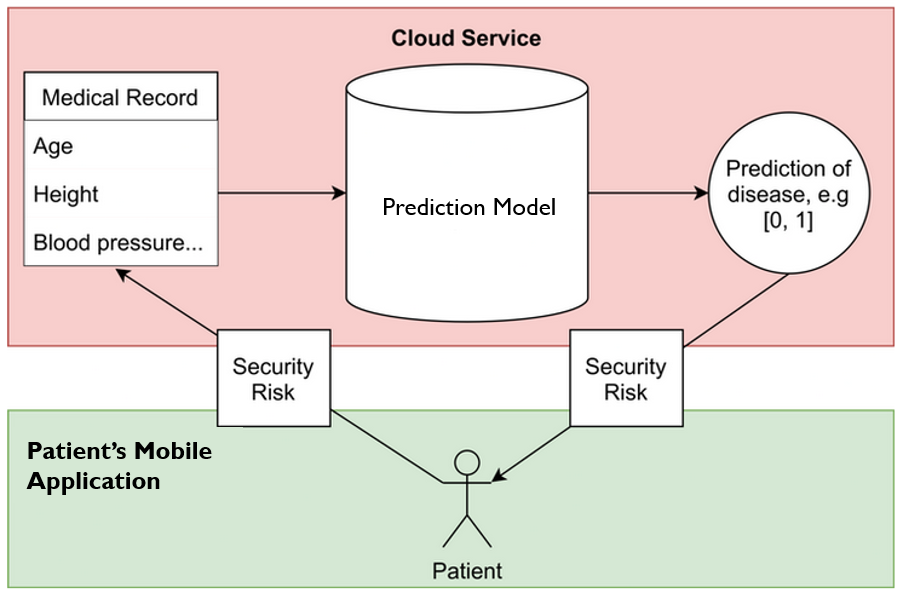 Cloud Service
Medical Record
Age
Height
Blood pressure...
Prediction Model
Prediction of
disease, e.g
[0, 1]
Security
Risk
Security
Risk
Patient's Mobile
Application
Patient